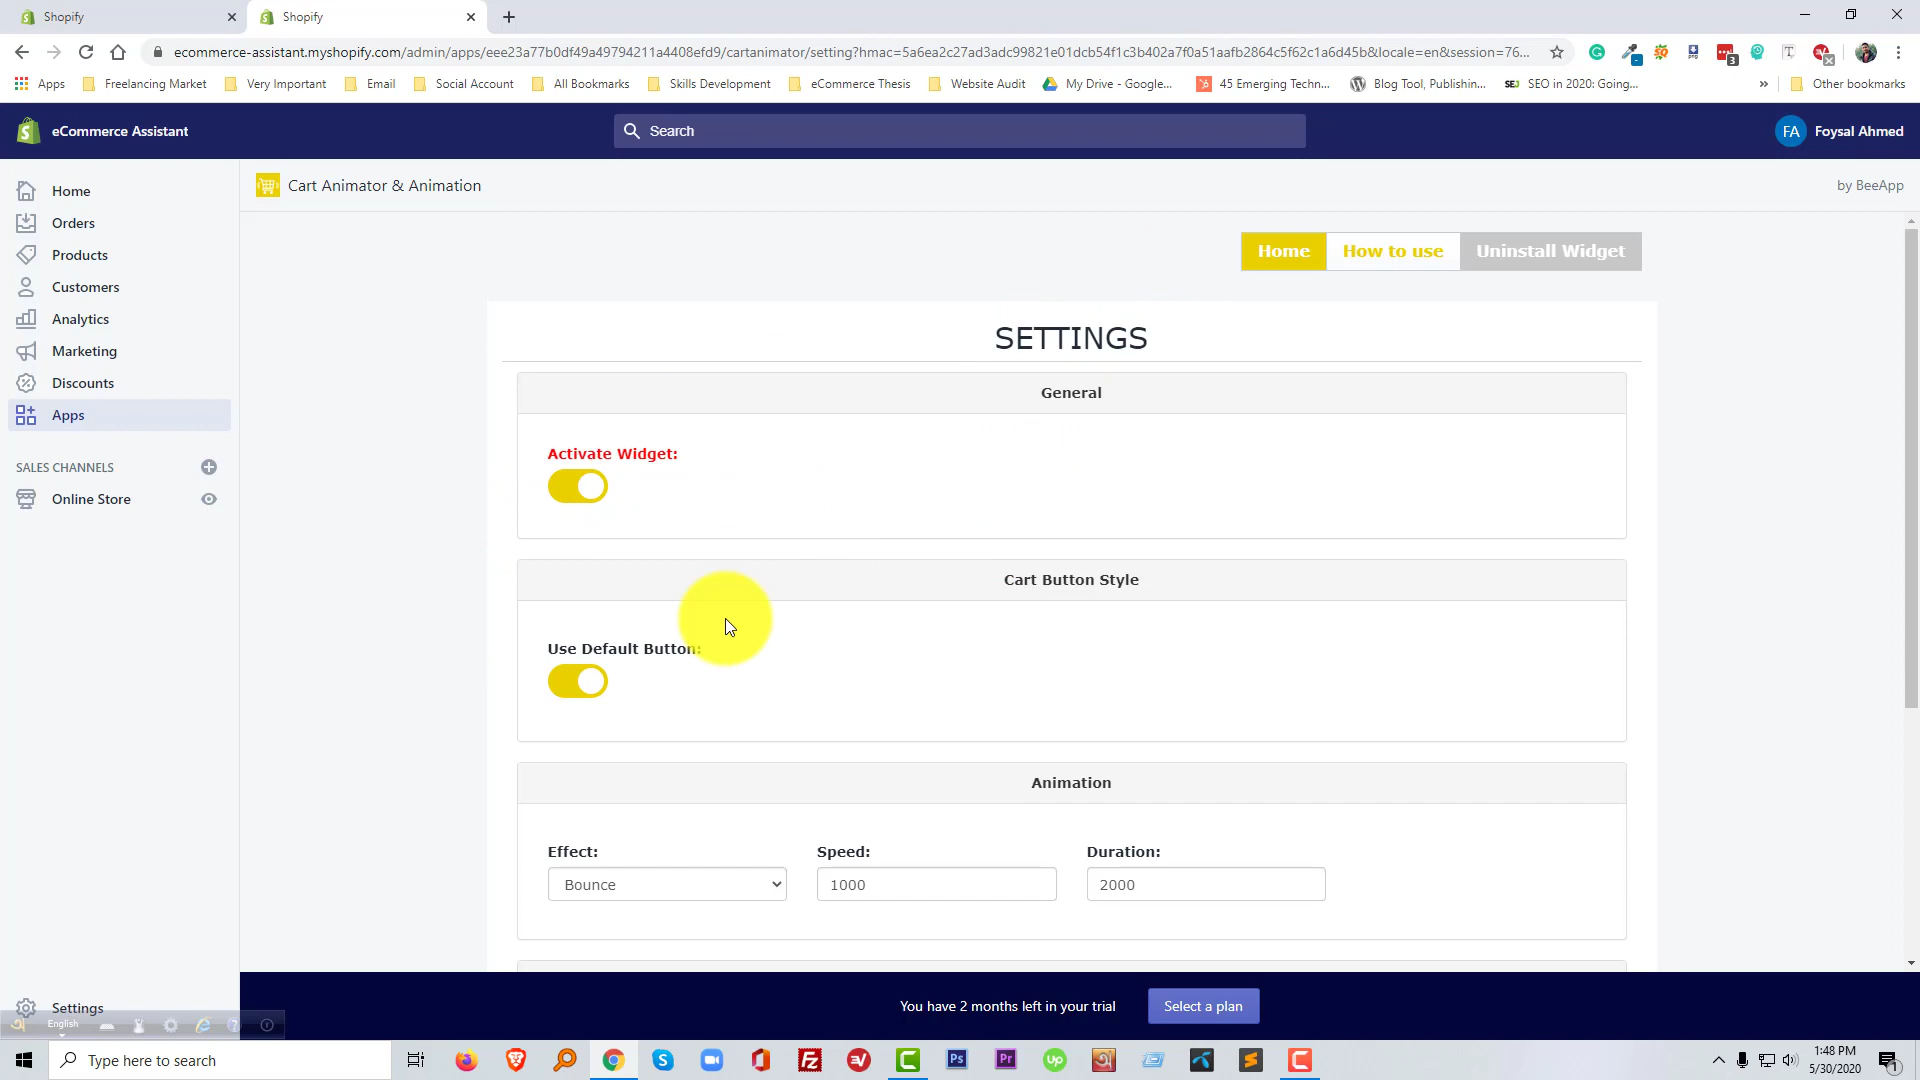 Shopify
Shopify
ecommerce-assistant.myshopify.com/admin/apps/eee23a77b0df49a49794211a4408efd9/cartanimator/setting?hmac=5a6ea2c27ad3adc99821e01dcb54f1c3b402a7f0a51aafb2864c5f62c1a6d45b&locale=en&session=76...
Apps
Freelancing Market
Very Important
Email
Social Account
All Bookmarks
Skills Development
eCommerce Thesis
Website Audit
My Drive - Google...
45 Emerging Techn...
Blog Tool, Publishin...
SEO in 2020: Going...
»
Other bookmarks
eCommerce Assistant
Search
FA
Foysal Ahmed
Home
Orders
Products
Customers
Analytics
Marketing
Discounts
Apps
SALES CHANNELS
Online Store
Settings
Cart Animator & Animation
by BeeApp
Home
How to use
Uninstall Widget
SETTINGS
General
Activate Widget:
Cart Button Style
Use Default Button:
Animation
Effect:
Speed:
Duration:
Bounce
1000
2000
You have 2 months left in your trial
Select a plan
English
Type here to search
1:48 PM
5/30/2020